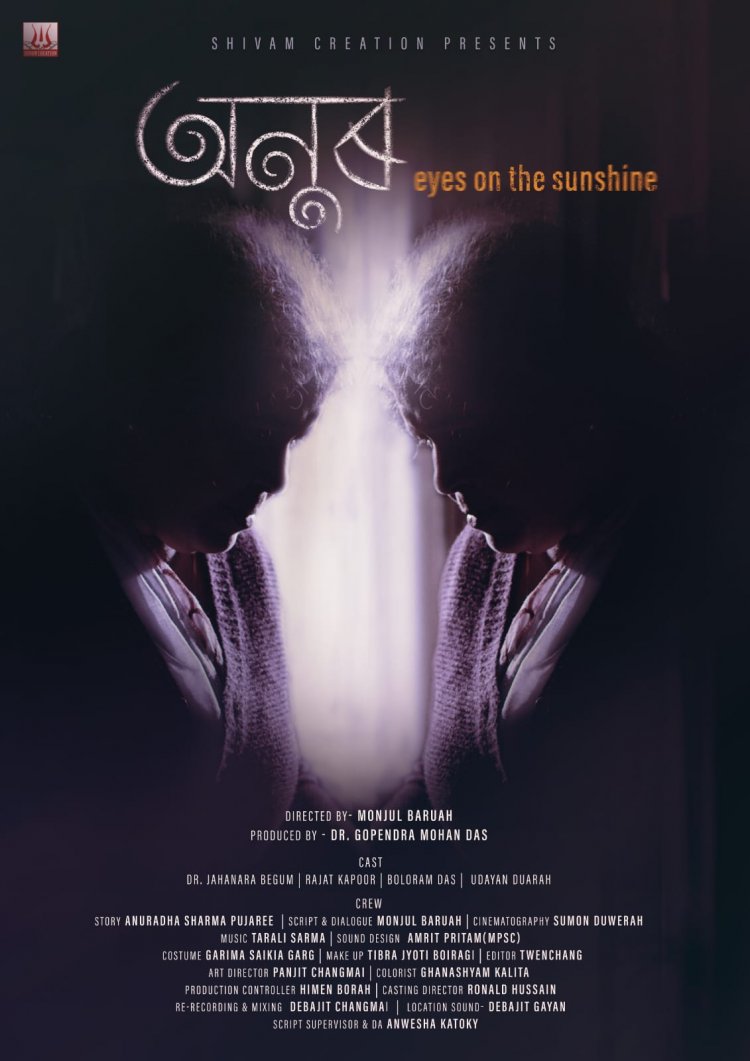 SHIVAM CREATION
SHIVAM CREATION PRESENTS
অনুৰ
eyes on the sunshine
DIRECTED BY- MONJUL BARUAH
PRODUCED BY - DR. GOPENDRA MOHAN DAS
CAST
DR. JAHANARA BEGUM | RAJAT KAPOOR | BOLORAM DAS | UDAYAN DUARAH
CREW
STORY ANURADHA SHARMA PUJAREE | SCRIPT & DIALOGUE MONJUL BARUAH | CINEMATOGRAPHY SUMON DUWERAH
MUSIC TARALI SARMA | SOUND DESIGN AMRIT PRITAM(MPSC)
COSTUME GARIMA SAIKIA GARG | MAKE UP TIBRA JYOTI BOIRAGI | EDITOR TWENCHANG
ART DIRECTOR PANJIT CHANGMAI | COLORIST GHANASHYAM KALITA
PRODUCTION CONTROLLER HIMEN BORAH | CASTING DIRECTOR RONALD HUSSAIN
RE-RECORDING & MIXING DEBAJIT CHANGMAI | LOCATION SOUND- DEBAJIT GAYAN
SCRIPT SUPERVISOR & DA ANWESHA KATOKY